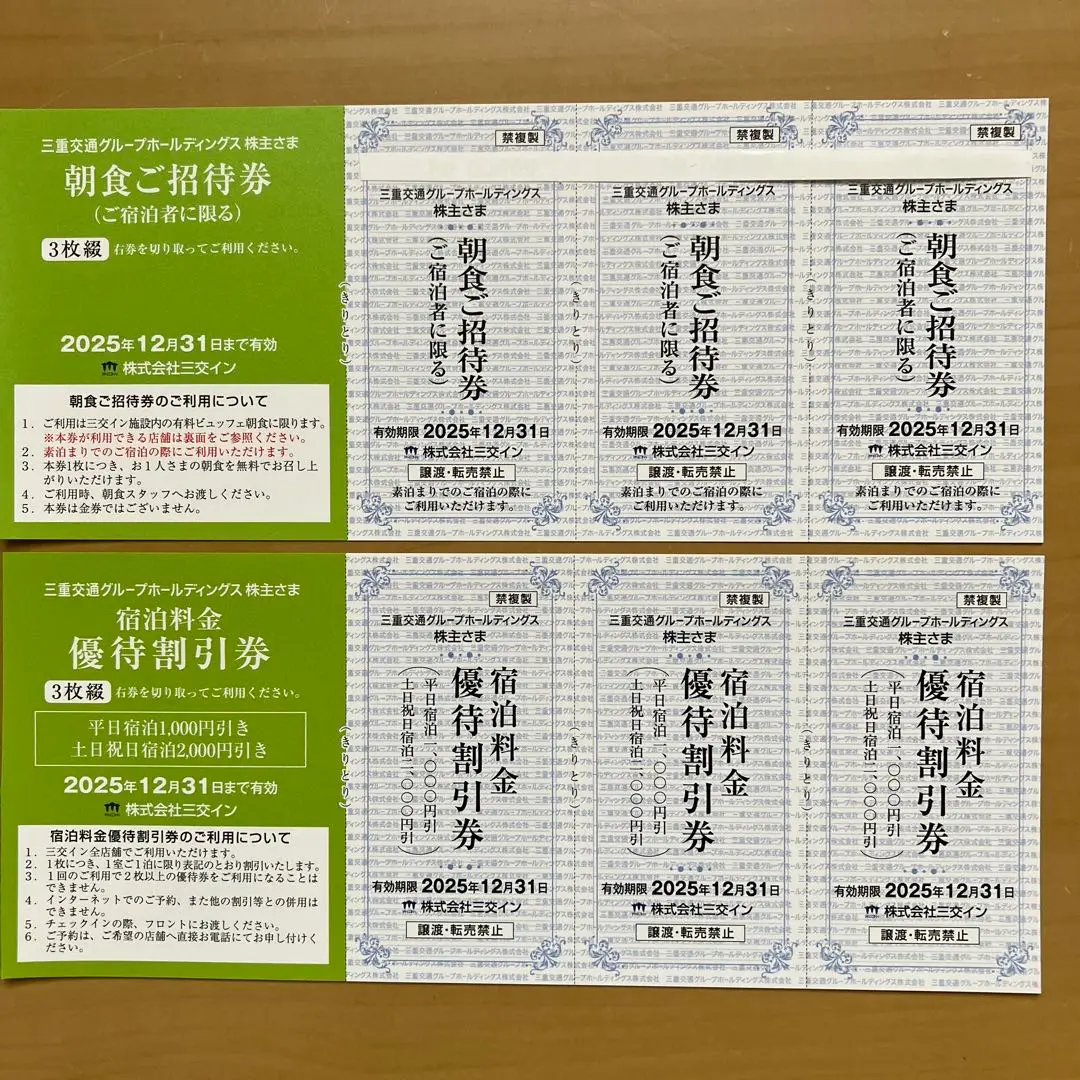 三重交通グループホールディングス 株主さま
朝食ご招待券
(ご宿泊者に限る)
3枚綴 右券を切り取ってご利用ください。
2025年12月31日まで有効
株式会社三交イン
朝食ご招待券のご利用について
1. ご利用は三交イン施設内の有料ビュッフェ朝食に限ります。
※本券が利用できる店舗は裏面をご参照ください。
2. 素泊まりでのご宿泊の際にご利用いただけます。
3. 本券1枚につき、お1人さまの朝食を無料でお召し上
がりいただけます。
4. ご利用時、朝食スタッフへお渡しください。
5. 本券は金券ではございません。
(きりとり)
禁複製
三重交通グループホールディングス
株主さま
朝食ご招待券
(ご宿泊者に限る)
有効期限 2025年12月31日
株式会社三交イン
譲渡・転売禁止
素泊まりでのご宿泊の際に
ご利用いただけます。
(きりとり)
禁複製
三重交通グループホールディングス
株主さま
朝食ご招待券
(ご宿泊者に限る)
有効期限 2025年12月31日
株式会社三交イン
譲渡・転売禁止
素泊まりでのご宿泊の際に
ご利用いただけます。
(きりとり)
禁複製
三重交通グループホールディングス
株主さま
朝食ご招待券
(ご宿泊者に限る)
有効期限 2025年12月31日
株式会社三交イン
譲渡・転売禁止
素泊まりでのご宿泊の際に
ご利用いただけます。
三重交通グループホールディングス 株主さま
宿泊料金
優待割引券
3枚綴 右券を切り取ってご利用ください。
平日宿泊1,000円引き
土日祝日宿泊2,000円引き
2025年12月31日まで有効
株式会社三交イン
宿泊料金優待割引券のご利用について
1. 三交イン全店舗でご利用いただけます。
2. 1枚につき、1室ご1泊に限り表記のとおり割引いたします。
3. 1回のご利用で2枚以上の優待券をご利用になることは
できません。
4. インターネットでのご予約、また他の割引等との併用は
できません。
5. チェックインの際、フロントにお渡しください。
6. ご予約は、ご希望の店舗へ直接お電話にてお申し付けく
ださい。
(きりとり)
禁複製
三重交通グループホールディングス
株主さま
宿泊料金
優待割引券
平日宿泊一、〇〇〇円引
土日祝日宿泊二、〇〇〇円引
有効期限 2025年12月31日
株式会社三交イン
譲渡・転売禁止
(きりとり)
禁複製
三重交通グループホールディングス
株主さま
宿泊料金
優待割引券
平日宿泊一、〇〇〇円引
土日祝日宿泊二、〇〇〇円引
有効期限 2025年12月31日
株式会社三交イン
譲渡・転売禁止
(きりとり)
禁複製
三重交通グループホールディングス
株主さま
宿泊料金
優待割引券
平日宿泊一、〇〇〇円引
土日祝日宿泊二、〇〇〇円引
有効期限 2025年12月31日
株式会社三交イン
譲渡・転売禁止